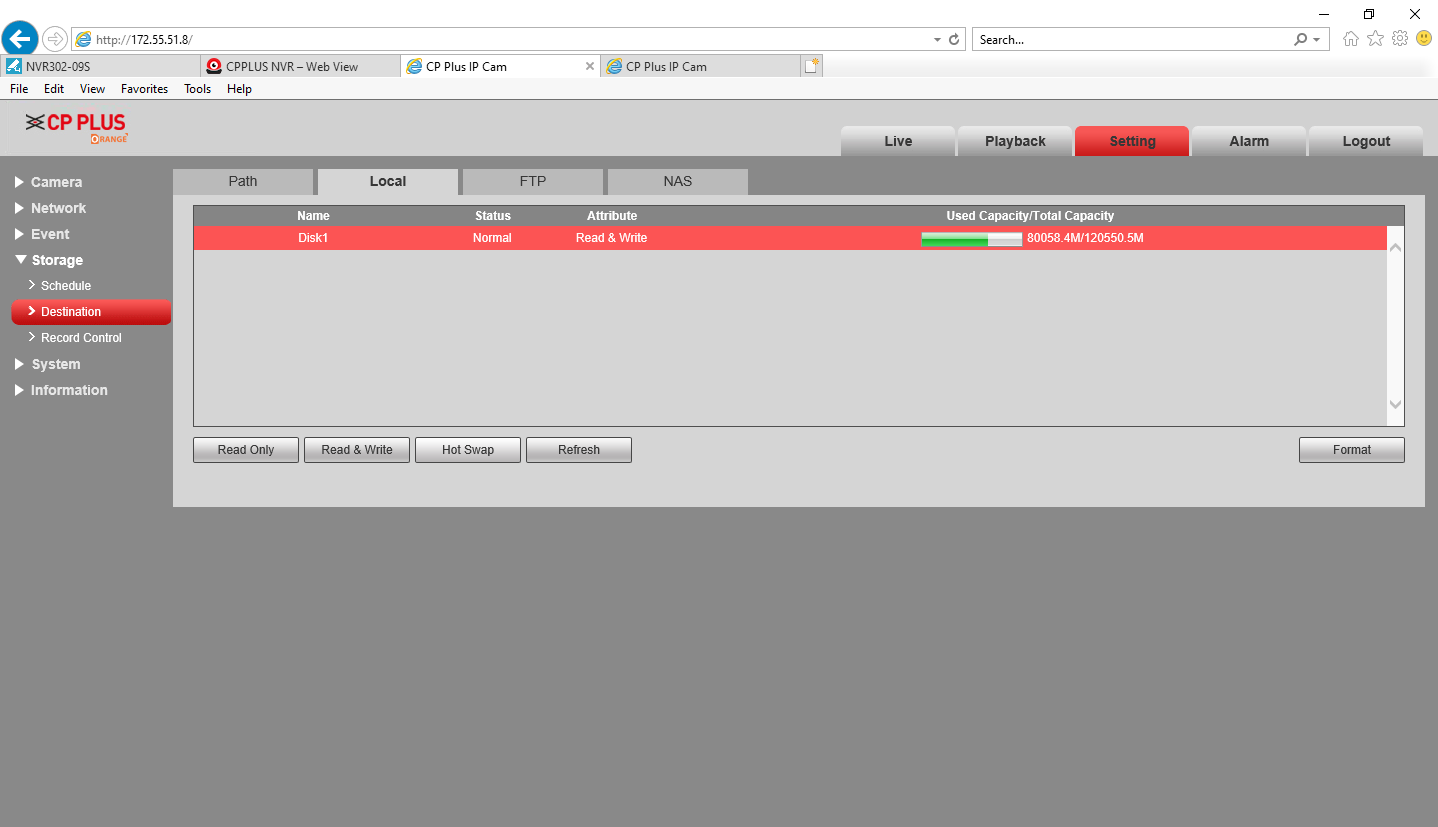 http://172.55.51.8/
Search...
NVR302-09S
CPPLUS NVR – Web View
CP Plus IP Cam
CP Plus IP Cam
File Edit View Favorites Tools Help
CP PLUS
ORANGE
Live Playback Setting Alarm Logout
Camera
Network
Event
Storage
Schedule
Destination
Record Control
System
Information
Path Local FTP NAS
Name Status Attribute Used Capacity/Total Capacity
Disk1 Normal Read & Write 80058.4M/120550.5M
Read Only Read & Write Hot Swap Refresh Format